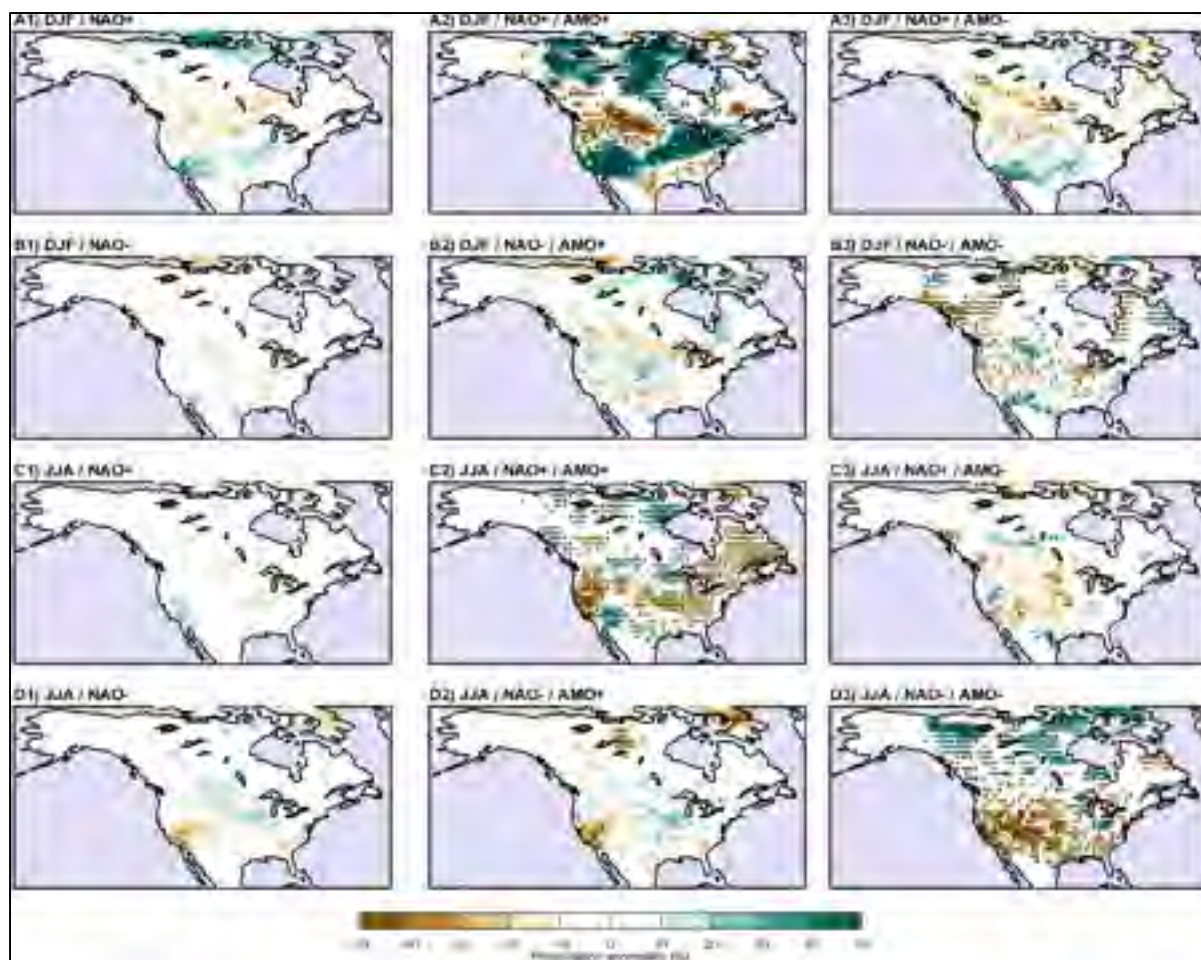 A1) DJF / NAO+
A2) DJF / NAO+ / AMO+
A3) DJF / NAO+ / AMO-
B1) DJF / NAO-
B2) DJF / NAO- / AMO+
B3) DJF / NAO- / AMO-
C1) JJA / NAO+
C2) JJA / NAO+ / AMO+
C3) JJA / NAO+ / AMO-
D1) JJA / NAO-
D2) JJA / NAO- / AMO+
D3) JJA / NAO- / AMO-
0